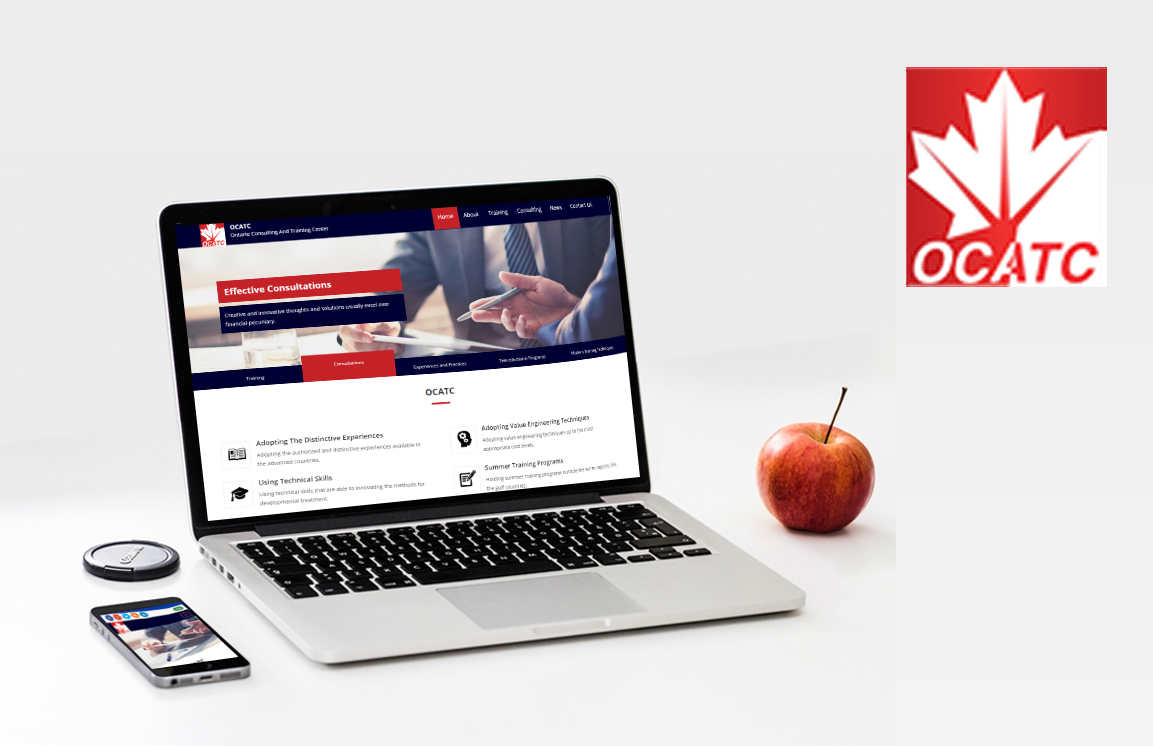 OCATC
OCATC
OCATC
Ontario Consulting And Training Center
Home
About
Training
Consulting
News
Contact Us
Effective Consultations
Creative and innovative thoughts and solutions usually excel over
financial-pecuniary.
Training
Consultations
Experiences and Practices
OCATC
Adopting The Distinctive Experiences
Adopting the authorized and distinctive experiences available in
the advanced countries.
Adopting Value Engineering Techniques
Adopting value engineering techniques up to the most
appropriate cost levels.
Using Technical Skills
Using technical skills that are able to innovating the methods for
developmental treatment.
Summer Training Programs
Holding summer training programs outside the
the gulf countries.